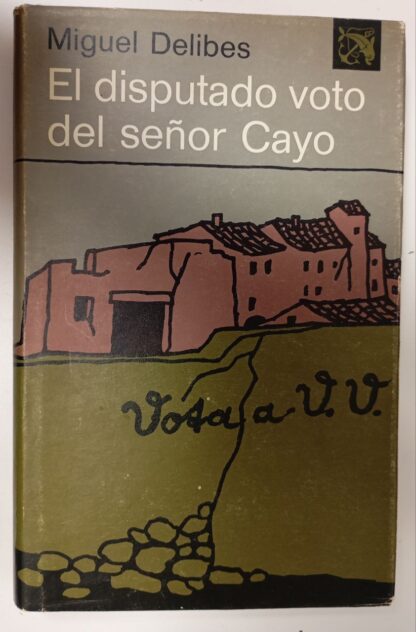 Miguel Delibes
El disputado voto
del señor Cayo
Vota a V.V.